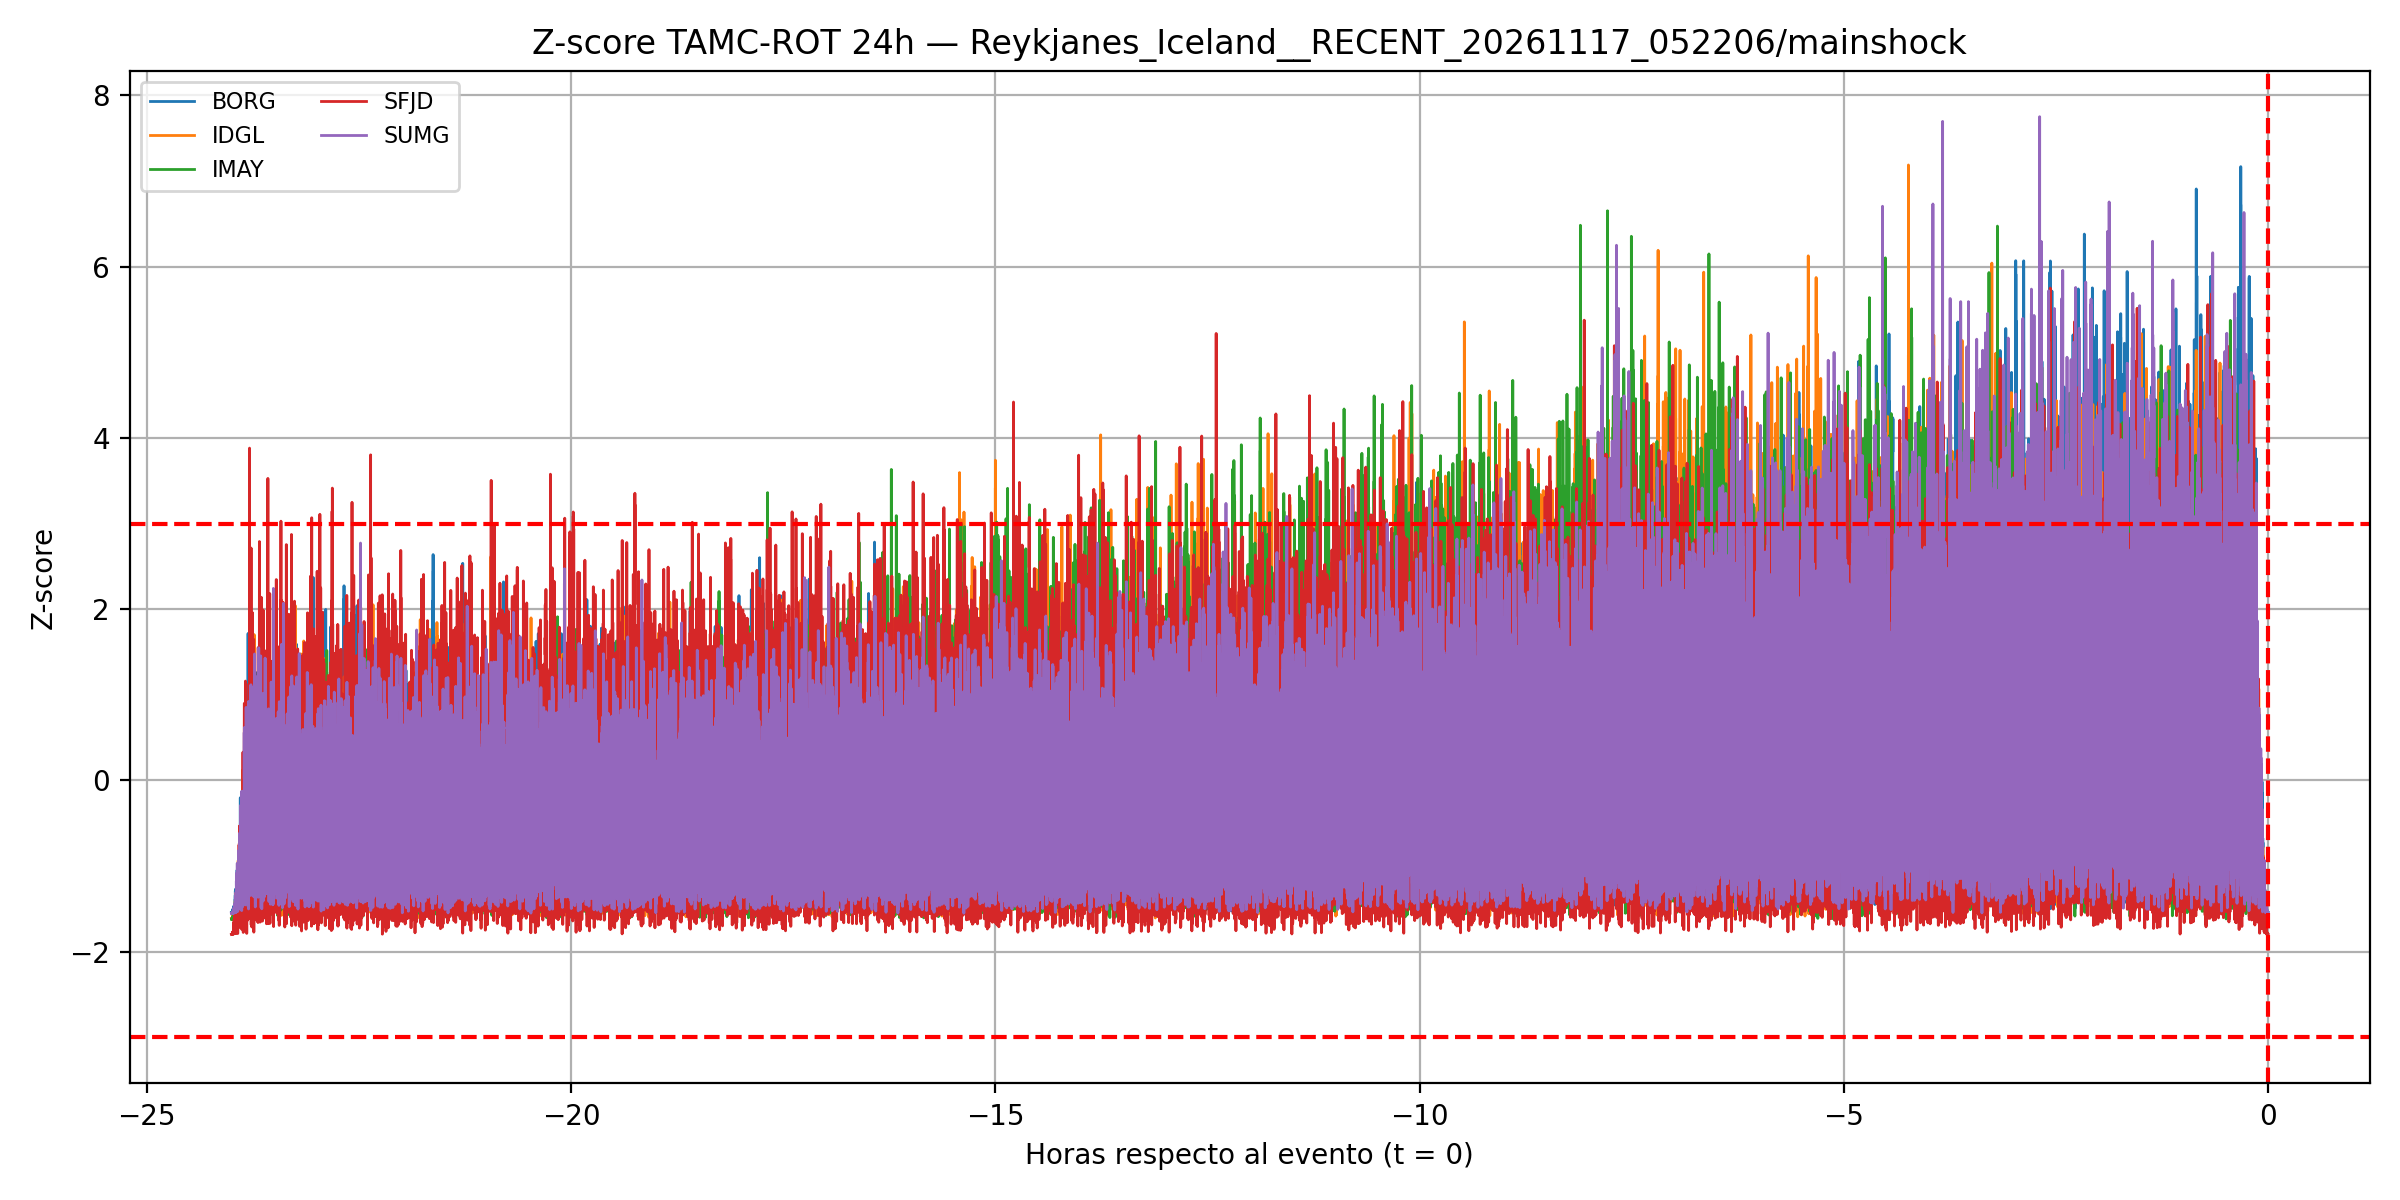 Z-score TAMC-ROT 24h — Reykjanes_Iceland__RECENT_20261117_052206/mainshock
BORG
IDGL
IMAY
SFJD
SUMG
8
6
4
2
0
−2
Z-score
−25
−20
−15
−10
−5
0
Horas respecto al evento (t = 0)